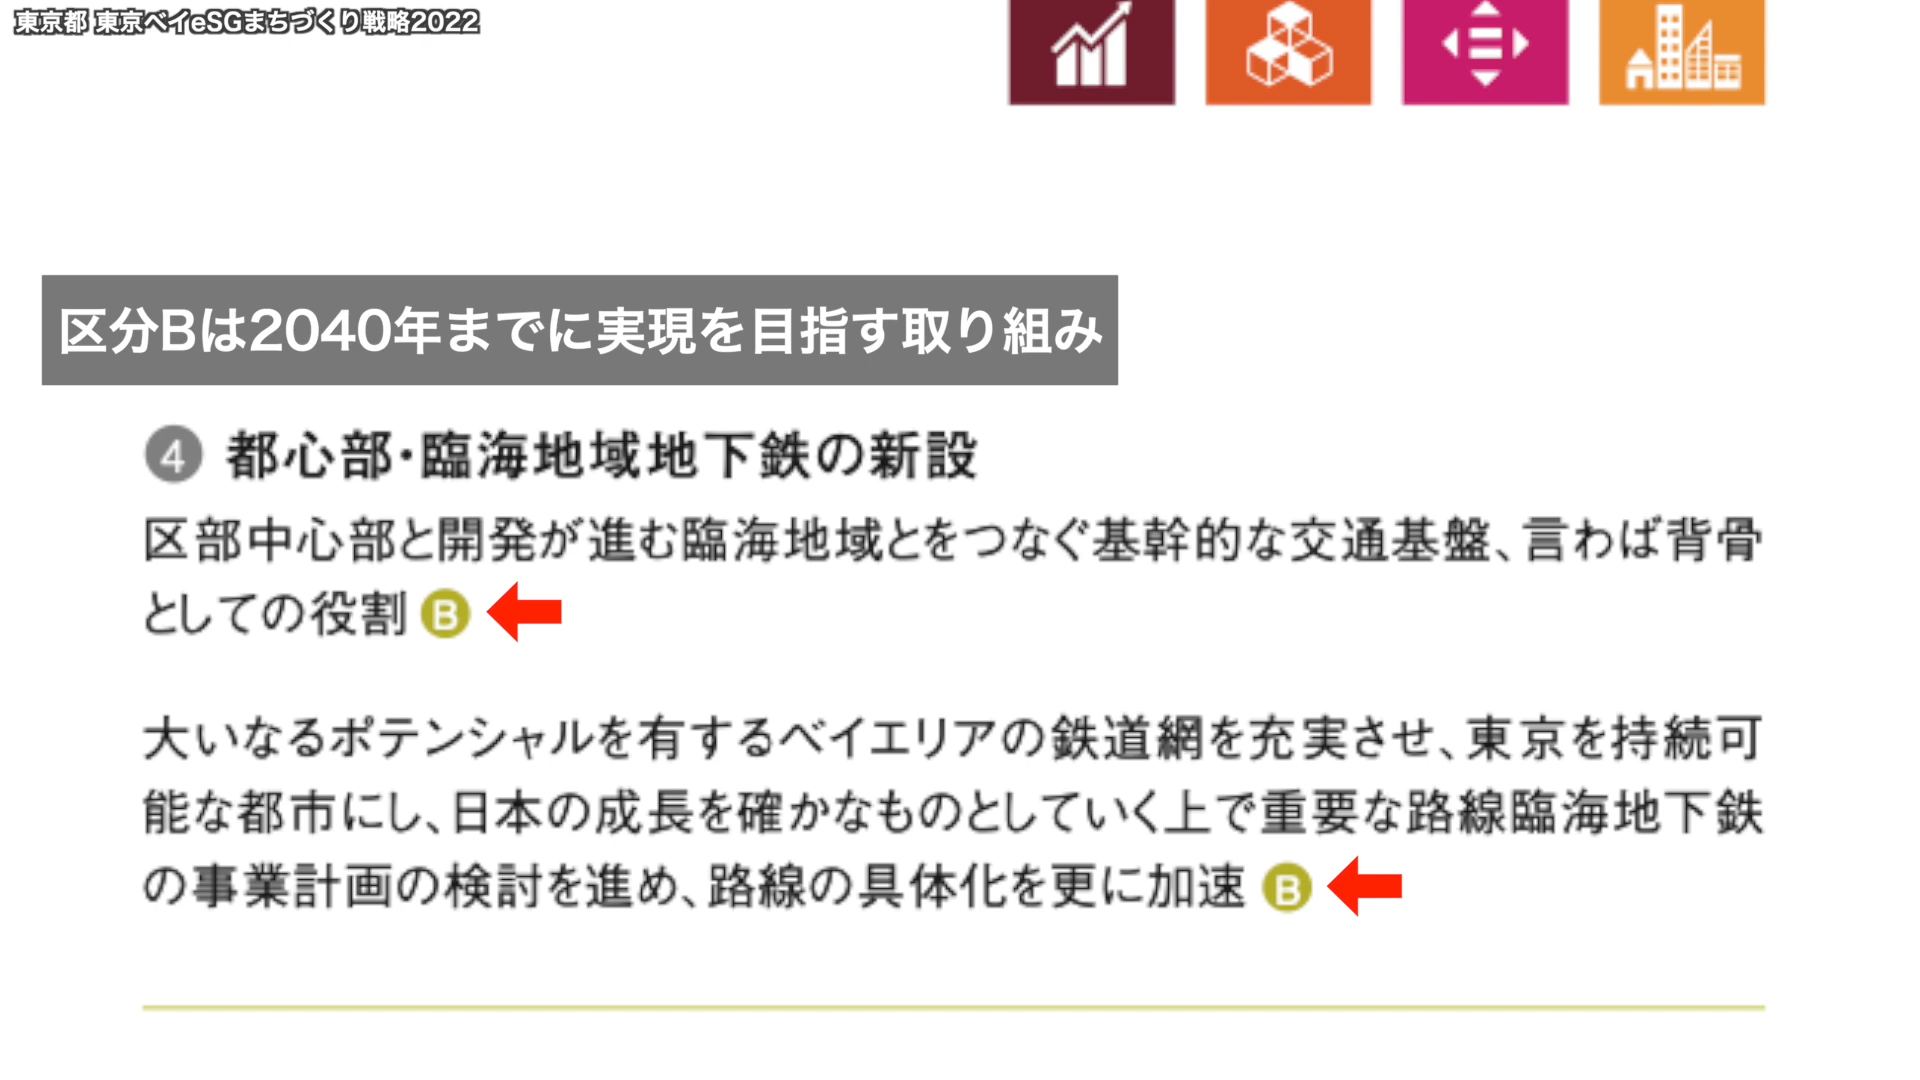 東京都 東京ベイeSGまちづくり戦略2022
区分Bは2040年までに実現を目指す取り組み
4 都心部・臨海地域地下鉄の新設
区部中心部と開発が進む臨海地域とをつなぐ基幹的な交通基盤、言わば背骨
としての役割 B
大いなるポテンシャルを有するベイエリアの鉄道網を充実させ、東京を持続可
能な都市にし、日本の成長を確かなものとしていく上で重要な路線臨海地下鉄
の事業計画の検討を進め、路線の具体化を更に加速 B